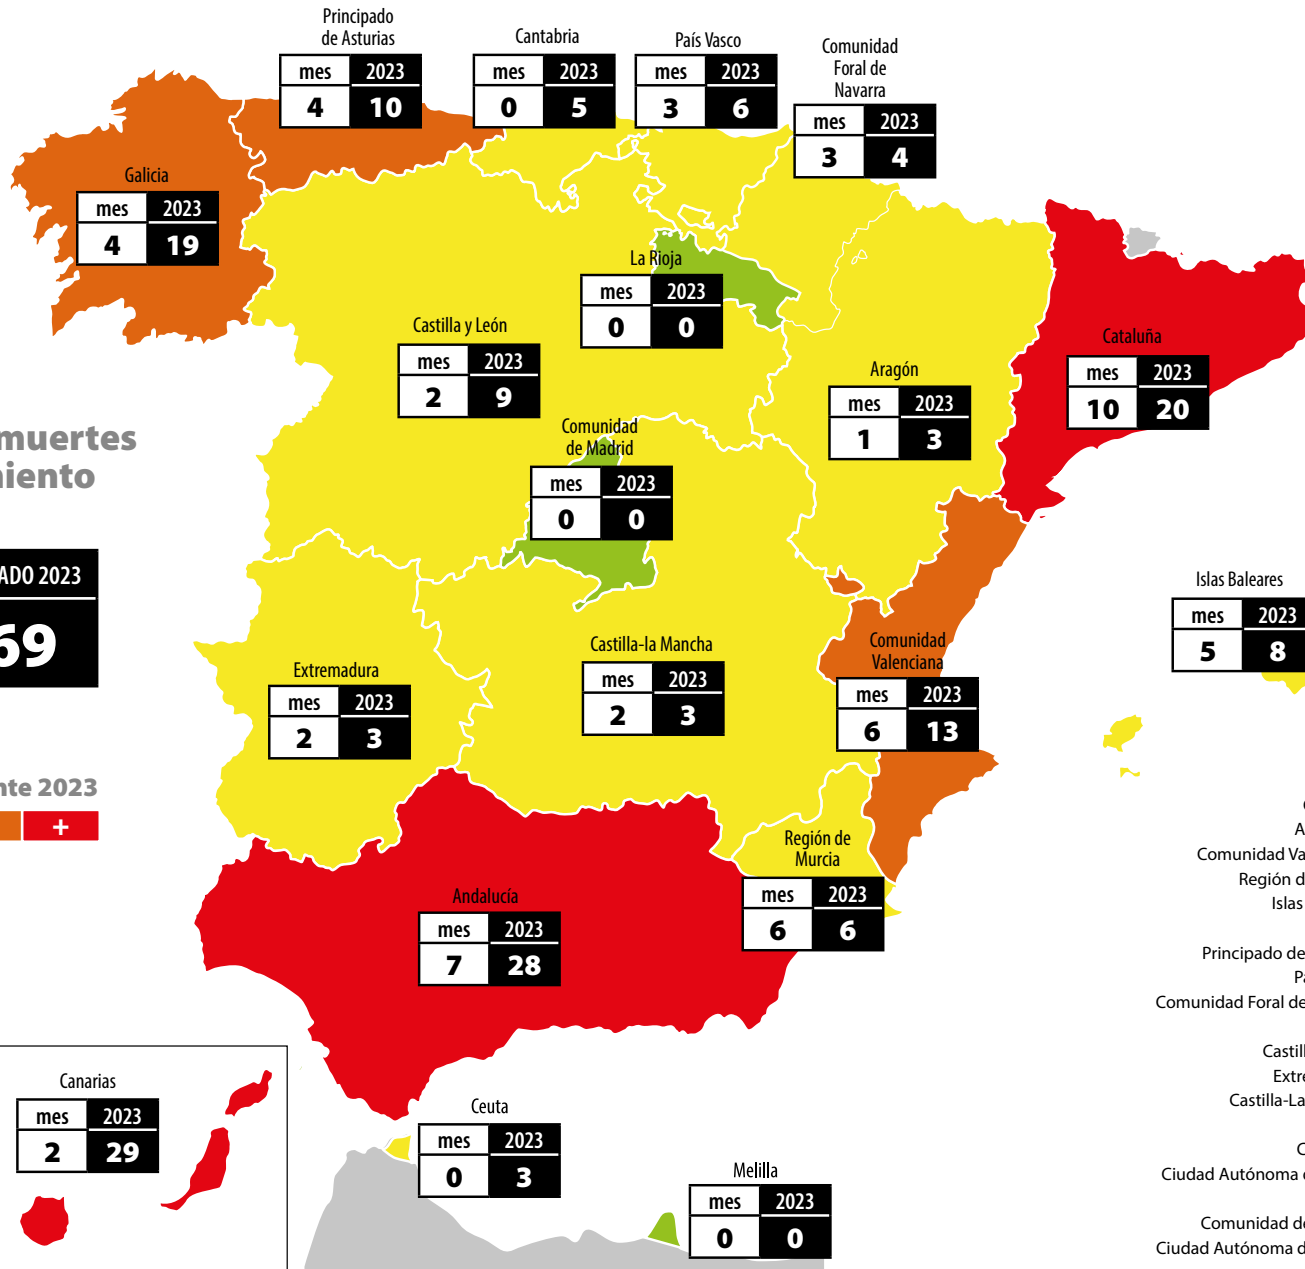 Principado
de Asturias
mes 2023
4 10
Cantabria
mes 2023
0 5
País Vasco
mes 2023
3 6
Comunidad
Foral de
Navarra
mes 2023
3 4
Galicia
mes 2023
4 19
La Rioja
mes 2023
0 0
Castilla y León
mes 2023
2 9
Cataluña
mes 2023
10 20
Aragón
mes 2023
1 3
Comunidad
de Madrid
mes 2023
0 0
muertes
ADO 2023
69
Islas Baleares
mes 2023
5 8
Castilla-la Mancha
mes 2023
2 3
Comunidad
Valenciana
mes 2023
6 13
Extremadura
mes 2023
2 3
nte 2023
+
Región de
Murcia
mes 2023
6 6
Andalucía
mes 2023
7 28
Canarias
mes 2023
2 29
Ceuta
mes 2023
0 3
Melilla
mes 2023
0 0
Comunidad Va
Región d
Islas
Principado de
Comunidad Foral de
Castil
Extre
Castilla-La
Ciudad Autónoma
Comunidad de
Ciudad Autónoma d